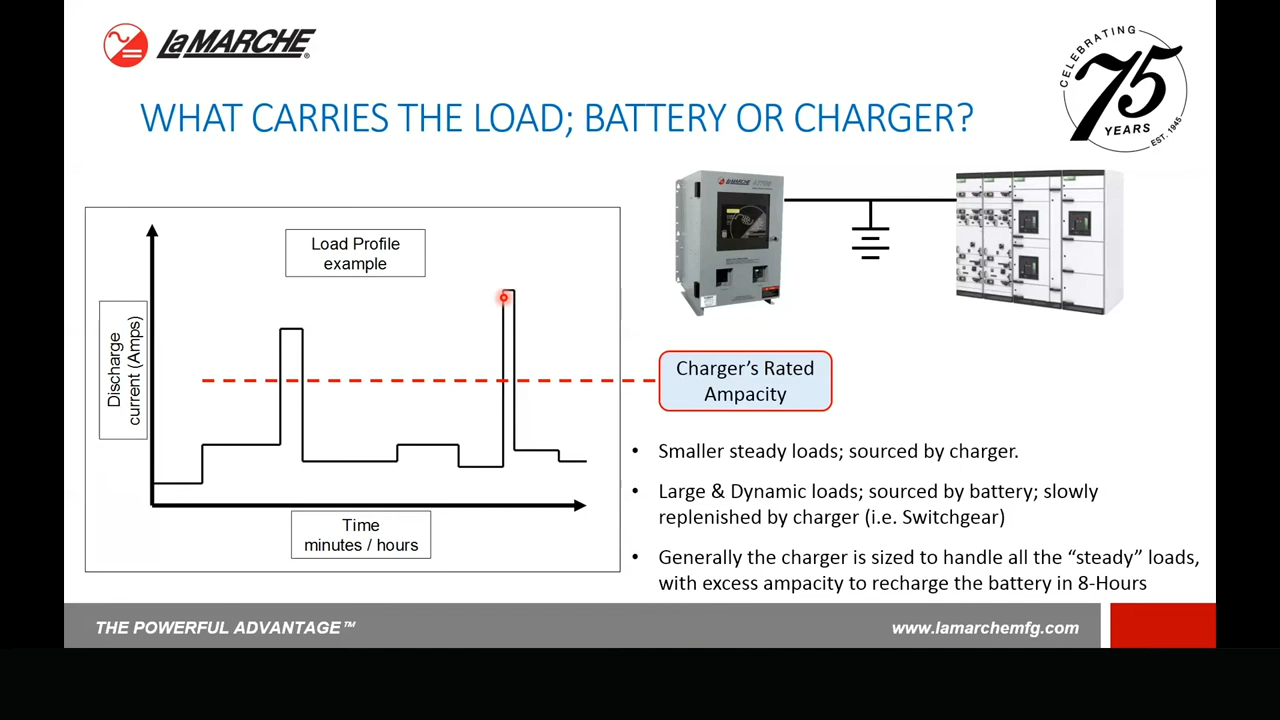 LaMARCHE®
CELEBRATING
75
YEARS
EST. 1945
WHAT CARRIES THE LOAD; BATTERY OR CHARGER?
Load Profile
example
Discharge
current (Amps)
Time
minutes / hours
LAMARCHE
Charger's Rated
Ampacity
• Smaller steady loads; sourced by charger.
• Large & Dynamic loads; sourced by battery; slowly
replenished by charger (i.e. Switchgear)
• Generally the charger is sized to handle all the “steady” loads,
with excess ampacity to recharge the battery in 8-Hours
THE POWERFUL ADVANTAGE™
www.lamarchemfg.com